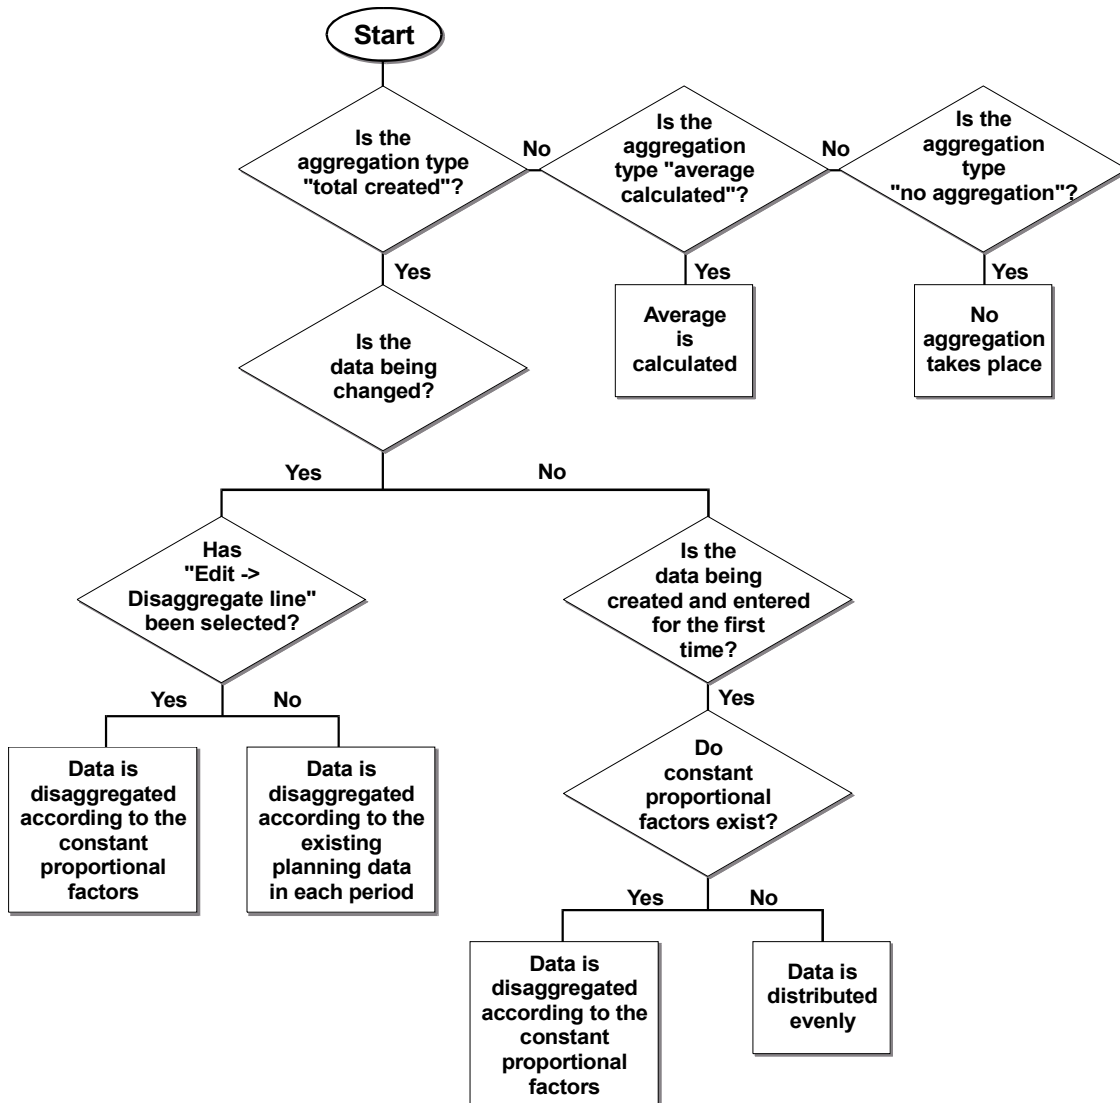 Start
Is the
aggregation type
"total created"?
No
Is the
aggregation
type "average
calculated"?
No
Is the
aggregation
type
"no aggregation"?
Yes
Yes
Yes
Is the
data being
changed?
Average
is
calculated
No
aggregation
takes place
Yes
No
Has
"Edit ->
Disaggregate line"
been selected?
Is the
data being
created and entered
for the first
time?
Yes
No
Yes
Data is
disaggregated
according to the
constant
proportional
factors
Data is
disaggregated
according to the
existing
planning data
in each period
Do
constant
proportional
factors exist?
Yes
No
Data is
disaggregated
according to the
constant
proportional
factors
Data is
distributed
evenly